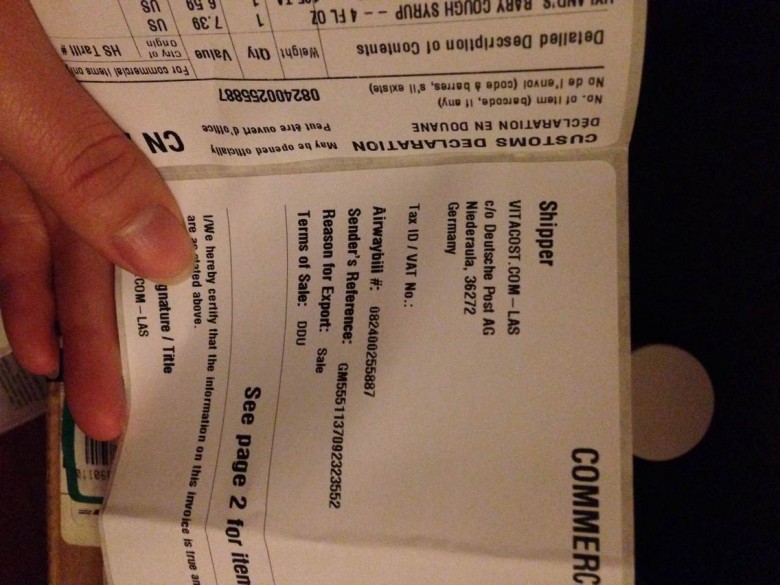 COMMERC
Shipper
VITACOST.COM – LAS
c/o Deutsche Post AG
Niederaula, 36272
Germany
Tax ID / VAT No.:
Airwaybill #: 082400255887
Sender's Reference: GM5551137092323552
Reason for Export: Sale
Terms of Sale: DDU
See page 2 for iten
I/We hereby certify that the information on this invoice is true an
are as stated above.
gnature / Title
COM – LAS
CUSTOMS DECLARATION
DÉCLARATION EN DOUANE
May be opened officially
Peut être ouvert d'office
CN
No. of item (barcode, if any)
No de l'envoi (code à barres, s'il existe)
082400255887
Detailed Description of Contents
Weight
Qty
Value
For commercial items only
Ctry of Origin
HS Tariff #
BABY COUGH SYRUP – – 4 FL OZ
1
7.39
US
1
6.59
US